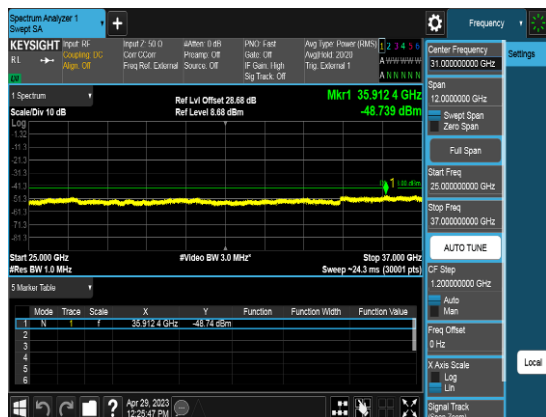 Spectrum Analyzer 1
Swept SA
+
Frequency
KEYSIGHT
Input: RF
Coupling: DC
Align: Off
Input Z: 50 Ω
Corr CCorr
Freq Ref: External
#Atten: 0 dB
Preamp: Off
Source: Off
PNO: Fast
Gate: Off
IF Gain: High
Sig Track: Off
Avg Type: Power (RMS)
Avg|Hold: 20/20
Trig: External 1
1 2 3 4 5 6
A W W W W W
A N N N N N
RL
1 Spectrum
Scale/Div 10 dB
Log
Ref Lvl Offset 28.68 dB
Ref Level 8.68 dBm
Mkr1 35.912 4 GHz
-48.739 dBm
-1.32
-11.3
-21.3
-31.3
-41.3
-51.3
-61.3
-71.3
-81.3
1
Start 25.000 GHz
#Res BW 1.0 MHz
#Video BW 3.0 MHz*
Stop 37.000 GHz
Sweep ~24.3 ms (30001 pts)
5 Marker Table
Mode Trace Scale X Y Function Function Width Function Value
1 N 1 f 35.912 4 GHz -48.74 dBm
2
3
4
5
6
Apr 29, 2023
12:25:47 PM
Center Frequency
31.000000000 GHz
Settings
Span
12.0000000 GHz
Swept Span
Zero Span
Full Span
Start Freq
25.000000000 GHz
Stop Freq
37.000000000 GHz
AUTO TUNE
CF Step
1.200000000 GHz
Auto
Man
Freq Offset
0 Hz
X Axis Scale
Log
Lin
Local
Signal Track
(Span Zoom)